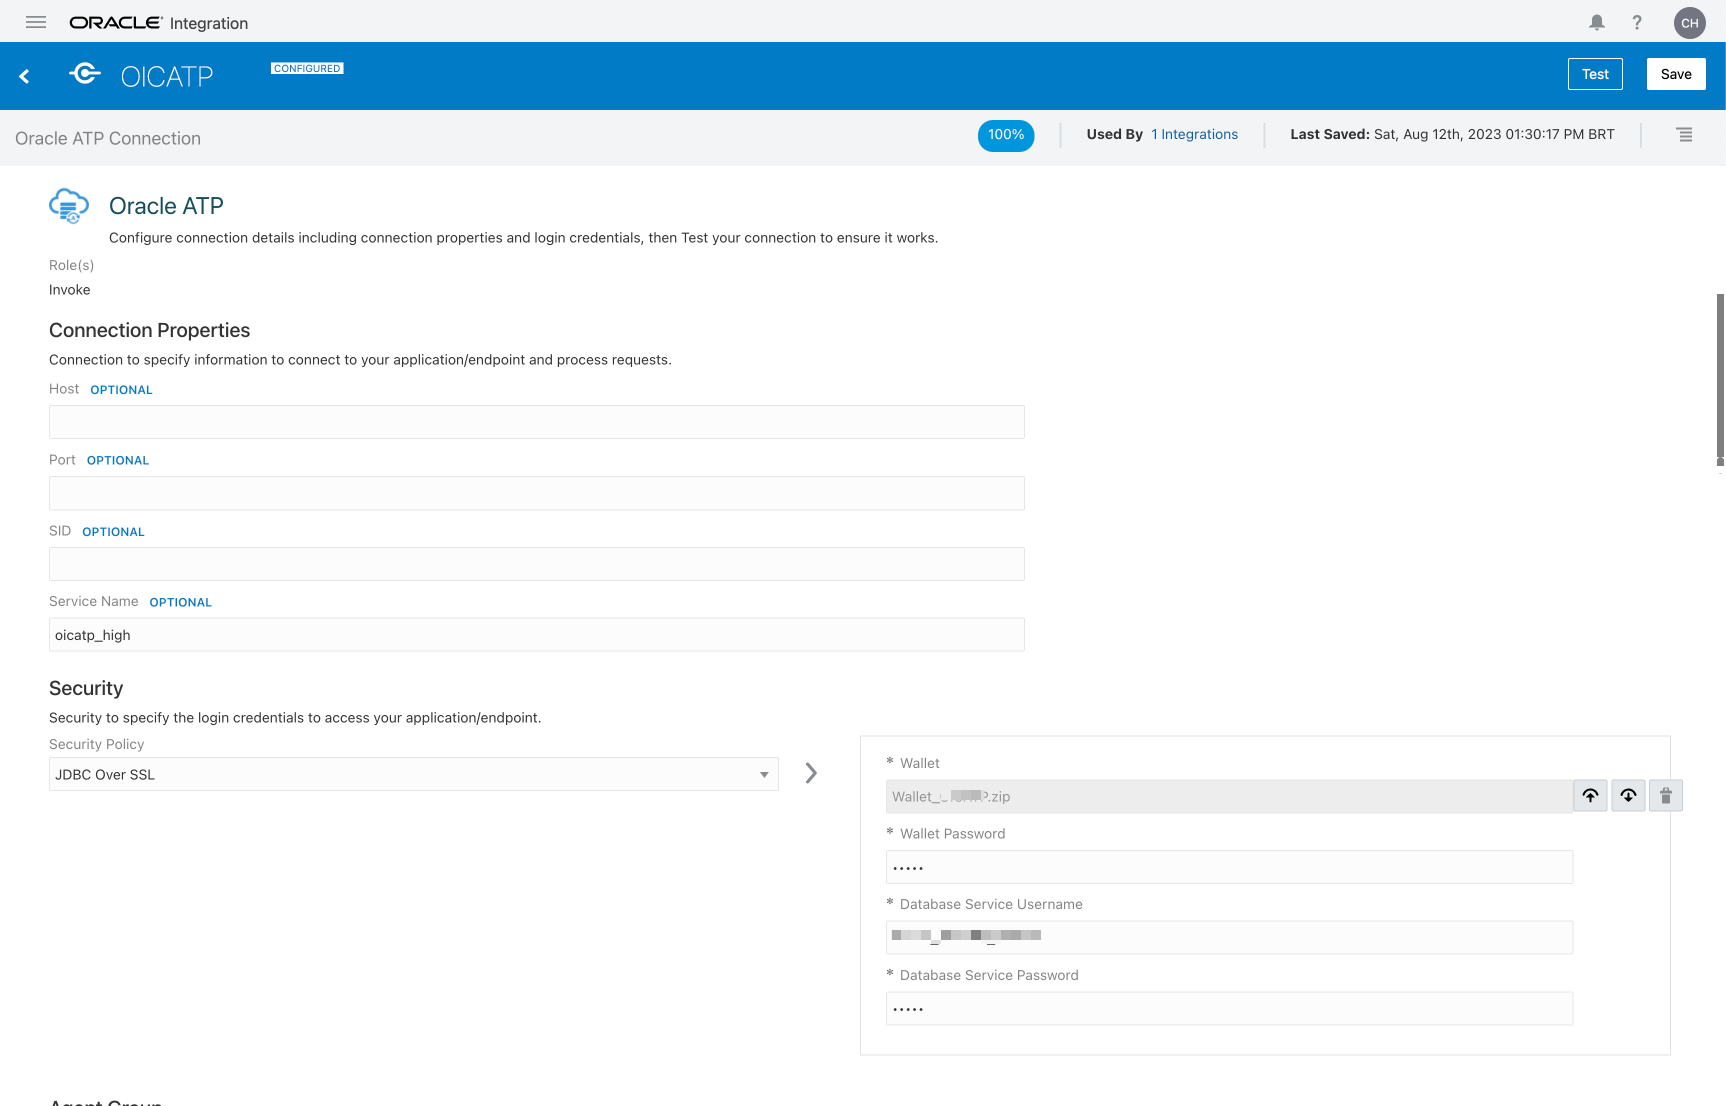 ORACLE Integration
CH
OICATP CONFIGURED
Test Save
Oracle ATP Connection
100% Used By 1 Integrations Last Saved: Sat, Aug 12th, 2023 01:30:17 PM BRT
Oracle ATP
Configure connection details including connection properties and login credentials, then Test your connection to ensure it works.
Role(s)
Invoke
Connection Properties
Connection to specify information to connect to your application/endpoint and process requests.
Host OPTIONAL
Port OPTIONAL
SID OPTIONAL
Service Name OPTIONAL
oicatp_high
Security
Security to specify the login credentials to access your application/endpoint.
Security Policy
JDBC Over SSL
* Wallet
.zip
* Wallet Password
•••••
* Database Service Username
* Database Service Password
•••••
Agent Group